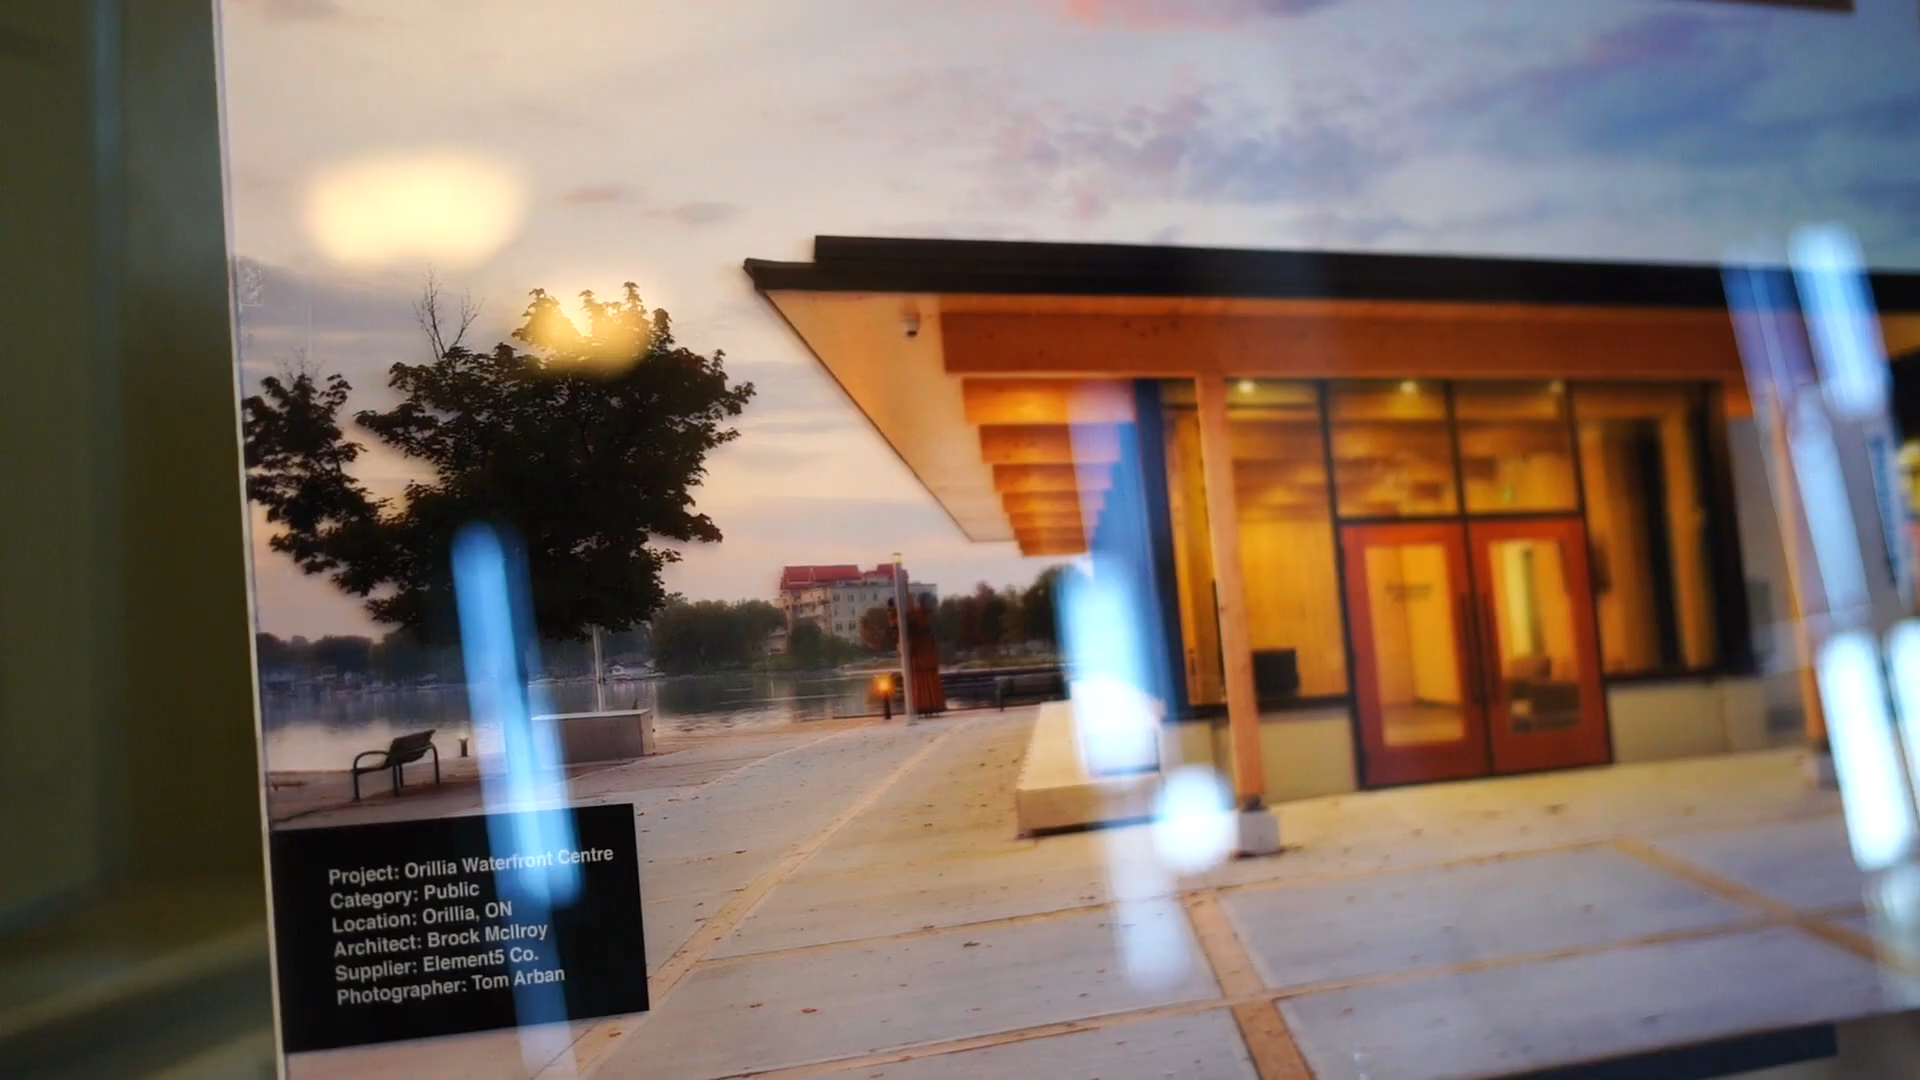 Project: Orillia Waterfront Centre
Category: Public
Location: Orillia, ON
Architect: Brock McIlroy
Supplier: Element5 Co.
Photographer: Tom Arban